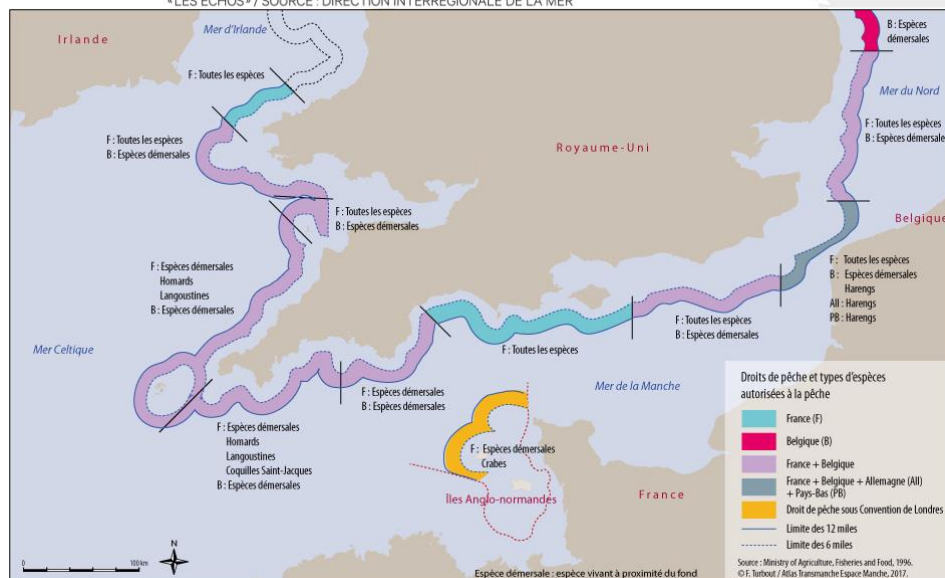 «LES ECHOS» / SOURCE : DIRECTION INTERREGIONALE DE LA MER
Irlande
Mer d'Irlande
B : Espèces
démersales
F : Toutes les espèces
Mer du Nord
F : Toutes les espèces
B : Espèces démersales
Royaume-Uni
F : Toutes les espèces
B : Espèces démersale
F : Toutes les espèces
B : Espèces démersales
Belgique
F : Espèces démersales
Homards
Langoustines
B : Espèces démersales
F : Toutes les espèces
B : Espèces démersales
Harengs
All : Harengs
PB : Harengs
F : Toutes les espèces
B : Espèces démersales
Mer Celtique
F : Toutes les espèces
Mer de la Manche
F : Espèces démersales
B : Espèces démersales
F : Espèces démersales
Homards
Langoustines
Coquilles Saint-Jacques
B : Espèces démersales
F : Espèces démersales
Crabes
Îles Anglo-normandes
France
Droits de pêche et types d'espèces
autorisées à la pêche
France (F)
Belgique (B)
France + Belgique
France + Belgique + Allemagne (All)
+ Pays-Bas (PB)
Droit de pêche sous Convention de Londres
Limite des 12 miles
Limite des 6 miles
Source : Ministry of Agriculture, Fisheries and Food, 1996.
© F. Turbout / Atlas Transmanche Espace Manche, 2017.
0
100 km
N
Espèce démersale : espèce vivant à proximité du fond